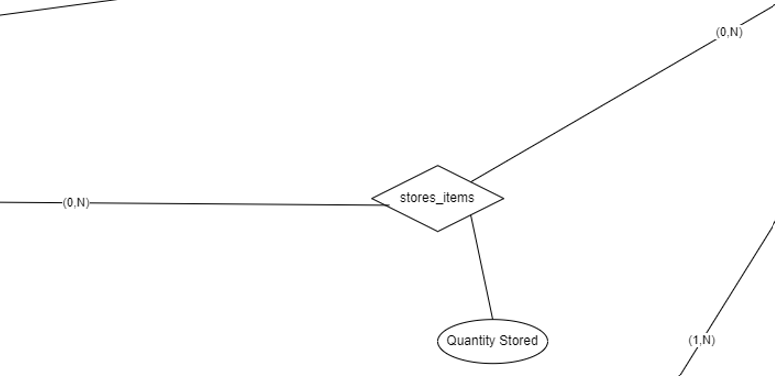 (0,N)
stores_items
(0,N)
Quantity Stored
(1,N)